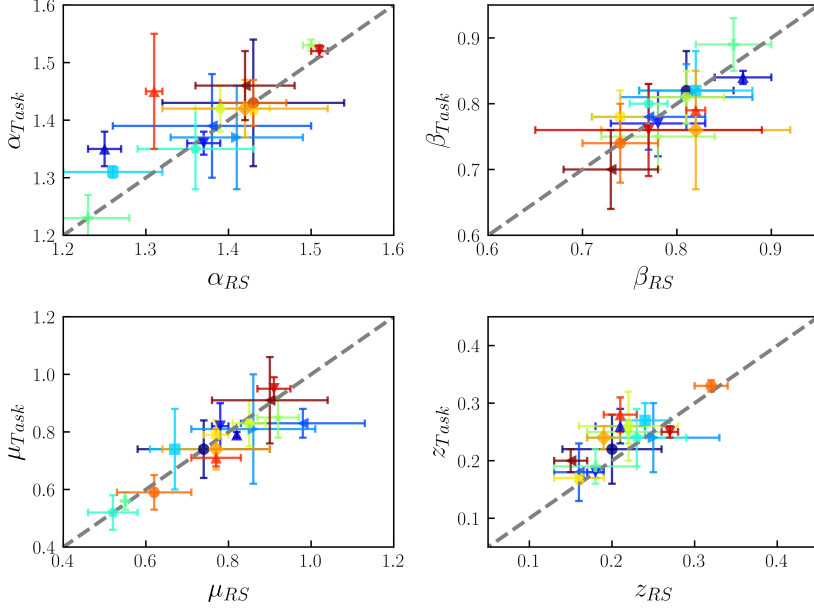 1.6
1.5
1.4
1.3
1.2
α_Task
1.2 1.3 1.4 1.5 1.6
α_RS
0.9
0.8
0.7
0.6
β_Task
0.6 0.7 0.8 0.9
β_RS
1.2
1.0
0.8
0.6
0.4
μ_Task
0.4 0.6 0.8 1.0 1.2
μ_RS
0.4
0.3
0.2
0.1
z_Task
0.1 0.2 0.3 0.4
z_RS